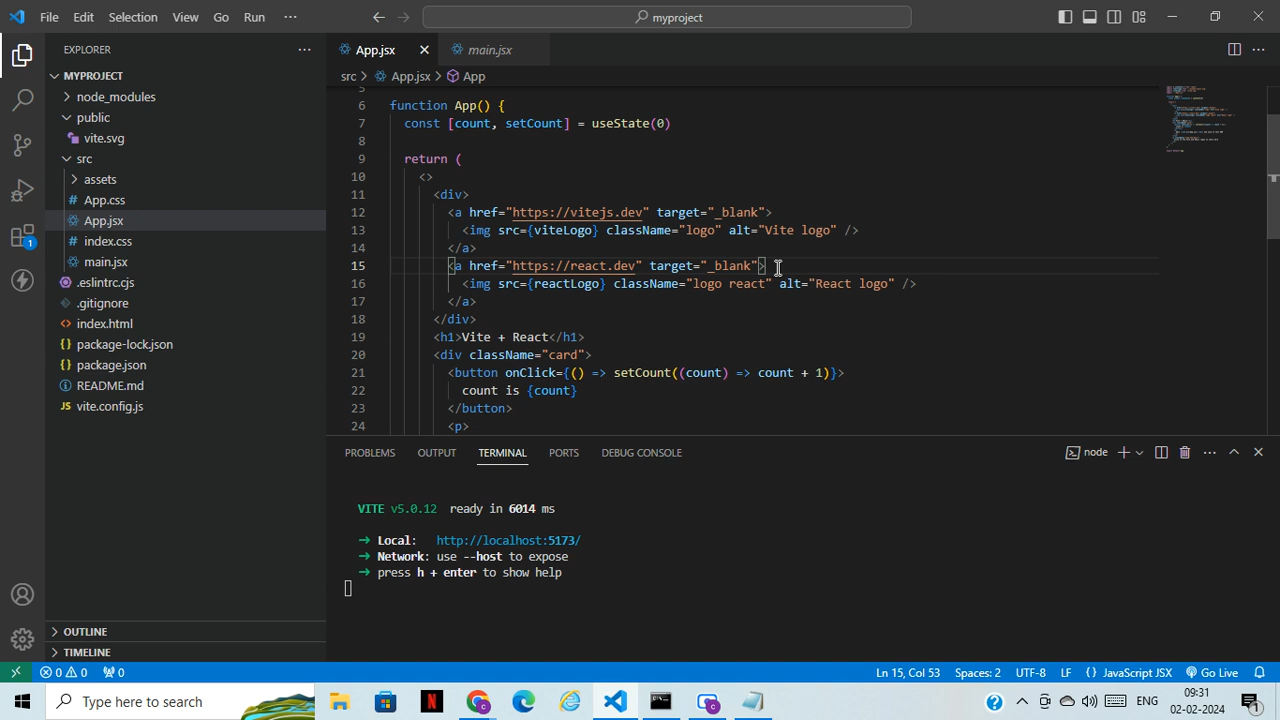 File Edit Selection View Go Run ···
myproject
EXPLORER ···
MYPROJECT
node_modules
public
vite.svg
src
assets
# App.css
App.jsx
# index.css
main.jsx
.eslintrc.cjs
.gitignore
<> index.html
{} package-lock.json
{} package.json
README.md
JS vite.config.js
OUTLINE
TIMELINE
1
App.jsx
main.jsx
src > App.jsx > App
5
6 function App() {
7 const [count, setCount] = useState(0)
8
9 return (
10 <>
11 <div>
12 <a href="https://vitejs.dev" target="_blank">
13 <img src={viteLogo} className="logo" alt="Vite logo" />
14 </a>
15 <a href="https://react.dev" target="_blank">
16 <img src={reactLogo} className="logo react" alt="React logo" />
17 </a>
18 </div>
19 <h1>Vite + React</h1>
20 <div className="card">
21 <button onClick={() => setCount((count) => count + 1)}>
22 count is {count}
23 </button>
24 <p>
PROBLEMS OUTPUT TERMINAL PORTS DEBUG CONSOLE
node
VITE v5.0.12 ready in 6014 ms
➜ Local: http://localhost:5173/
➜ Network: use --host to expose
➜ press h + enter to show help
0 0 0
Ln 15, Col 53 Spaces: 2 UTF-8 LF {} JavaScript JSX Go Live
Type here to search
ENG
09:31
02-02-2024
1